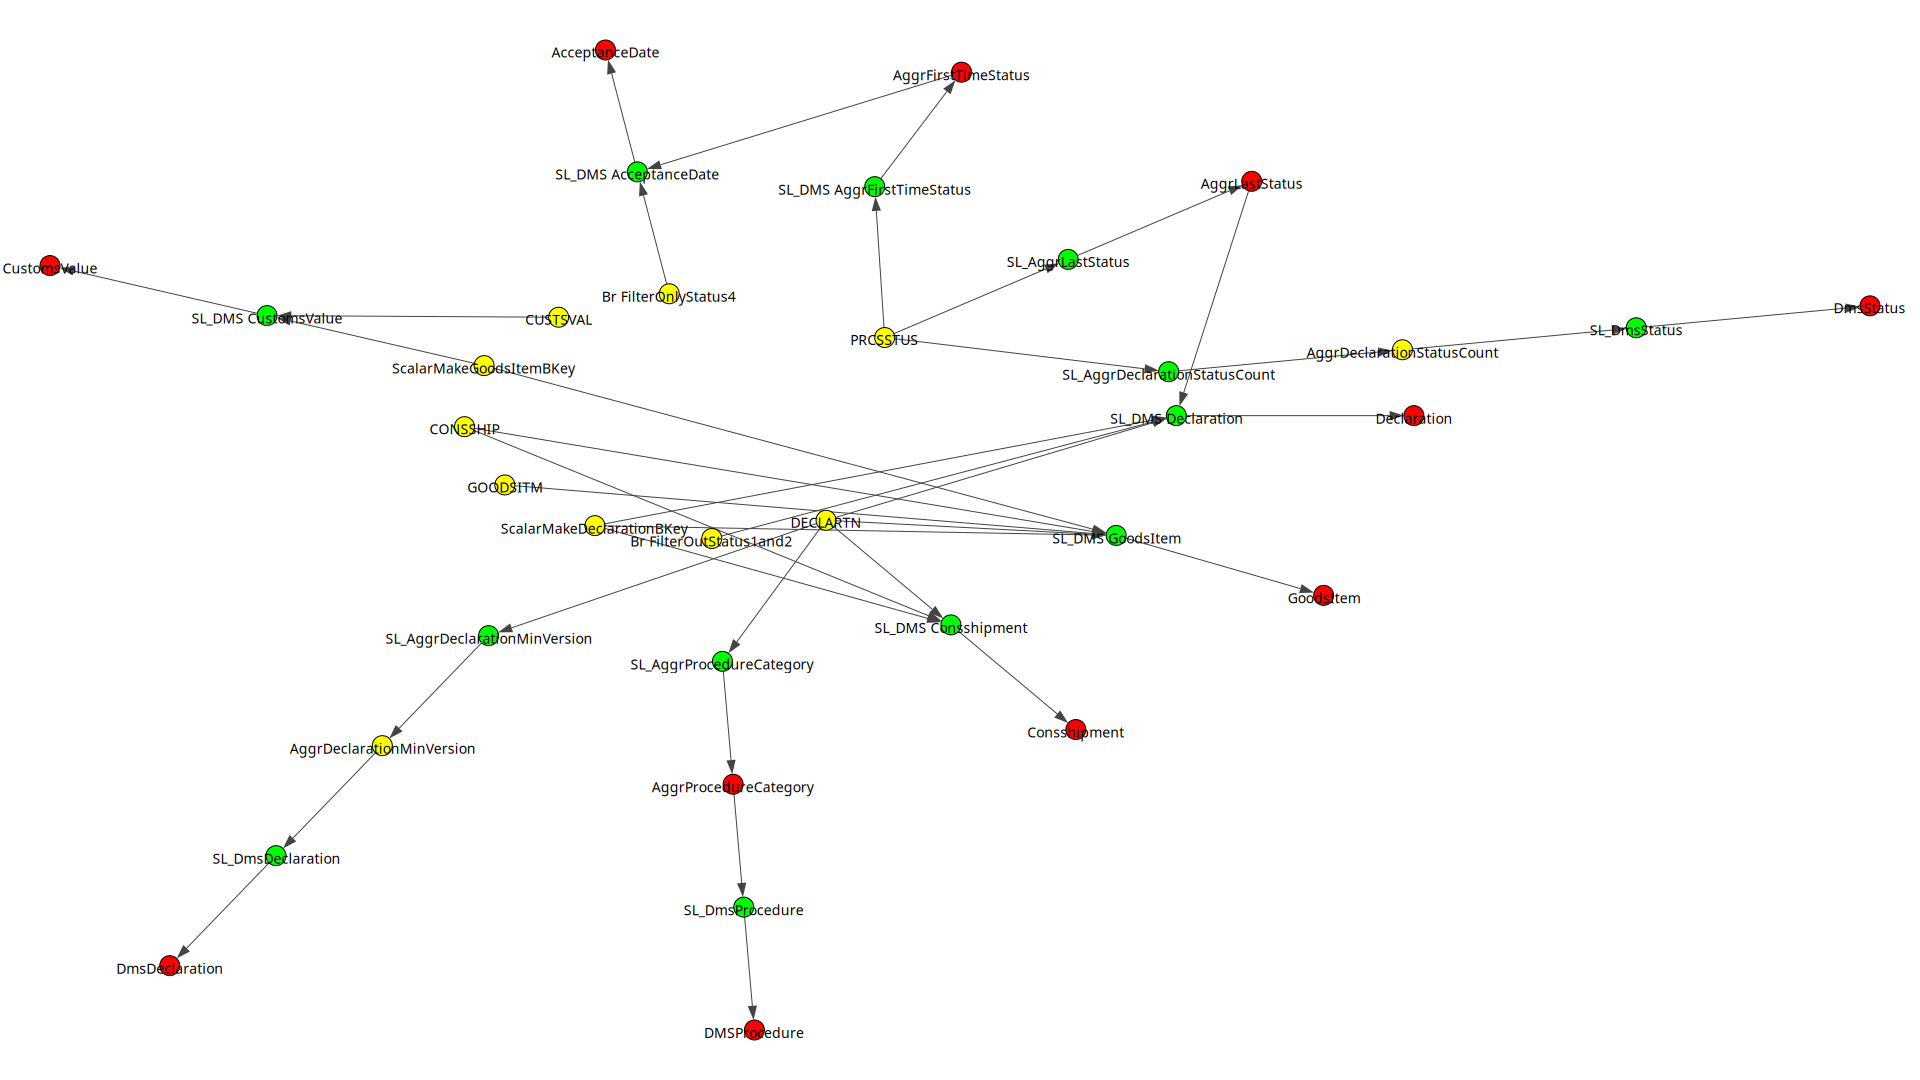 AcceptanceDate
AggrFirstTimeStatus
SL_DMS AcceptanceDate
SL_DMS AggrFirstTimeStatus
AggrLastStatus
SL_AggrLastStatus
CustomsValue
Br FilterOnlyStatus4
DmsStatus
SL_DMS CustomsValue
CUSTSVAL
SL_DmsStatus
PRCSSTUS
AggrDeclarationStatusCount
ScalarMakeGoodsItemBKey
SL_AggrDeclarationStatusCount
SL_DMS Declaration
Declaration
CONSSHIP
GOODSITM
DECLARTN
ScalarMakeDeclarationBKey
Br FilterOutStatus1and2
SL_DMS GoodsItem
GoodsItem
SL_DMS Consshipment
SL_AggrDeclarationMinVersion
SL_AggrProcedureCategory
Consshipment
AggrDeclarationMinVersion
AggrProcedureCategory
SL_DmsDeclaration
SL_DmsProcedure
DmsDeclaration
DMSProcedure